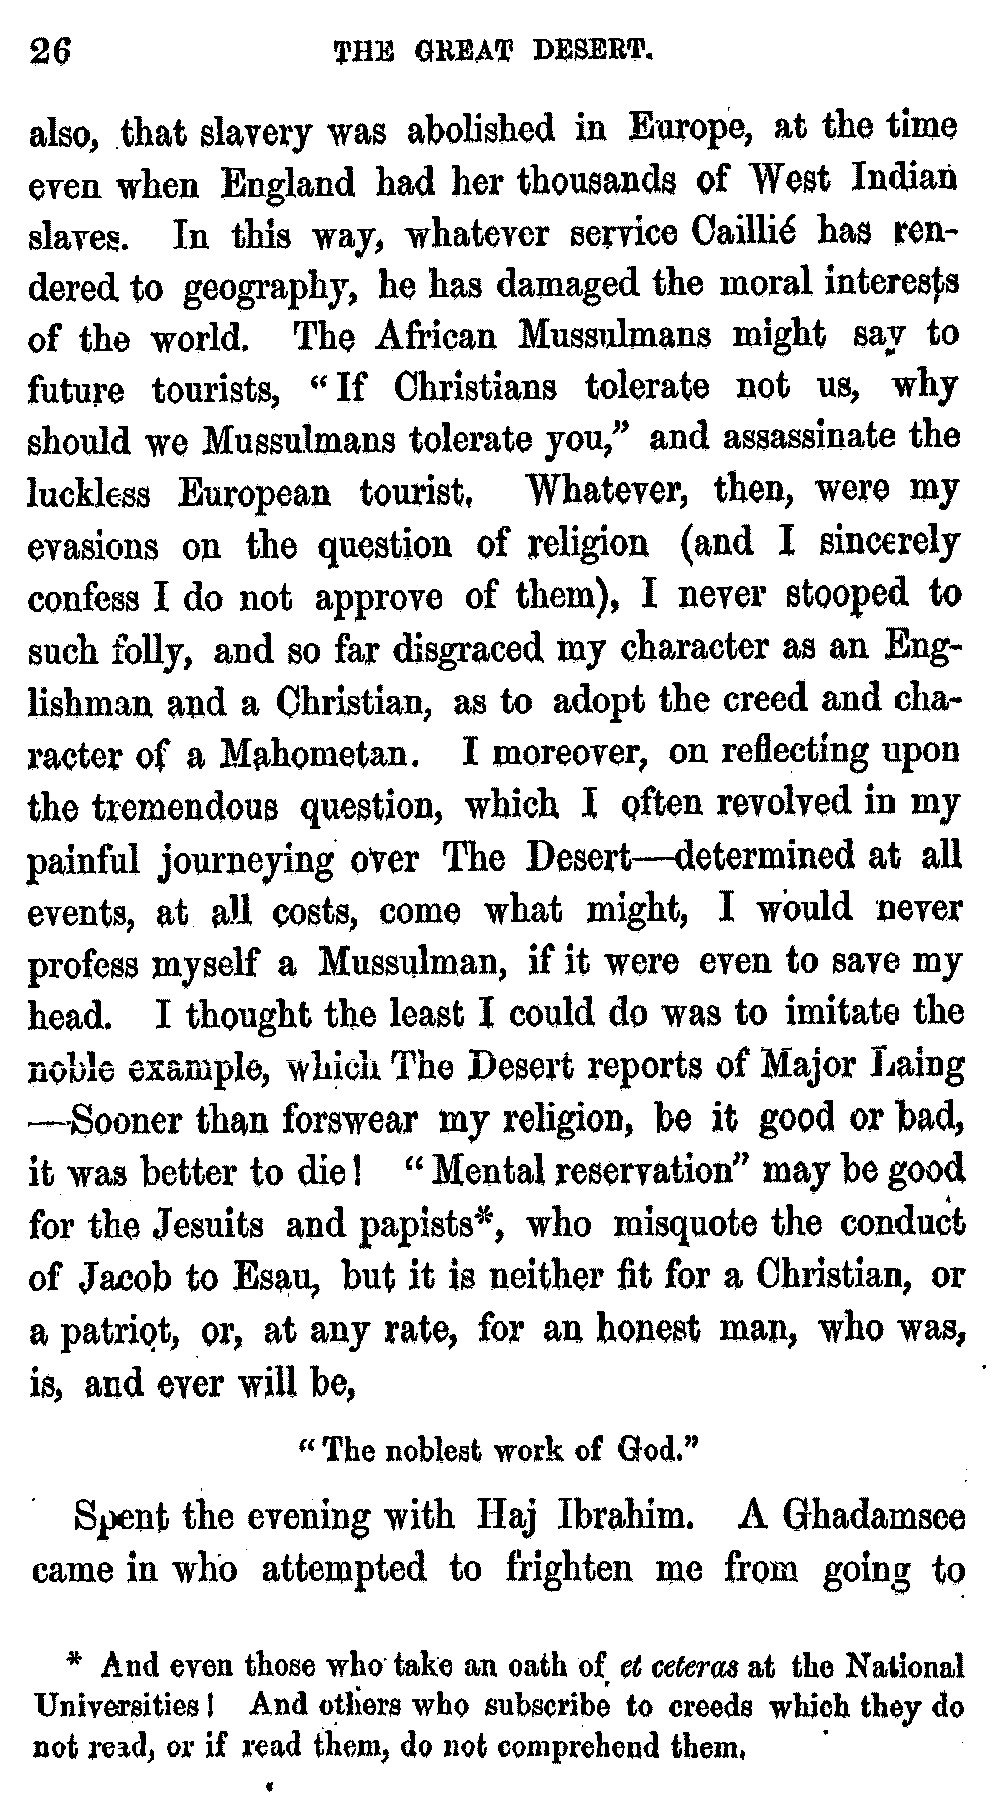 26 THE GREAT DESERT.
also, that slavery was abolished in Europe, at the time
even when England had her thousands of West Indian
slaves. In this way, whatever service Caillié has ren-
dered to geography, he has damaged the moral interests
of the world. The African Mussulmans might say to
future tourists, “If Christians tolerate not us, why
should we Mussulmans tolerate you,” and assassinate the
luckless European tourist. Whatever, then, were my
evasions on the question of religion (and I sincerely
confess I do not approve of them), I never stooped to
such folly, and so far disgraced my character as an Eng-
lishman and a Christian, as to adopt the creed and cha-
racter of a Mahometan. I moreover, on reflecting upon
the tremendous question, which I often revolved in my
painful journeying over The Desert—determined at all
events, at all costs, come what might, I would never
profess myself a Mussulman, if it were even to save my
head. I thought the least I could do was to imitate the
noble example, which The Desert reports of Major Laing
—Sooner than forswear my religion, be it good or bad,
it was better to die! “Mental reservation” may be good
for the Jesuits and papists*, who misquote the conduct
of Jacob to Esau, but it is neither fit for a Christian, or
a patriot, or, at any rate, for an honest man, who was,
is, and ever will be,
“The noblest work of God.”
Spent the evening with Haj Ibrahim. A Ghadamsee
came in who attempted to frighten me from going to
* And even those who take an oath of et ceteras at the National
Universities! And others who subscribe to creeds which they do
not read, or if read them, do not comprehend them.